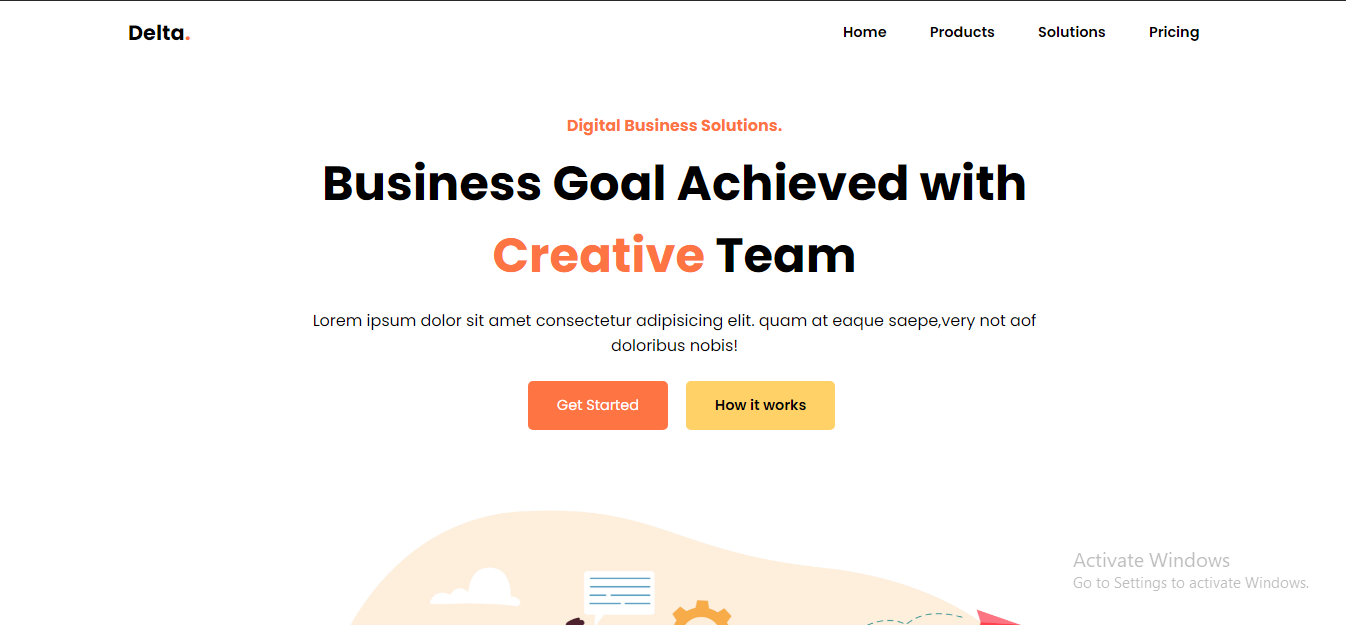 Delta.
Home Products Solutions Pricing
Digital Business Solutions.
Business Goal Achieved with
Creative Team
Lorem ipsum dolor sit amet consectetur adipisicing elit. quam at eaque saepe,very not aof
doloribus nobis!
Get Started How it works
Activate Windows
Go to Settings to activate Windows.